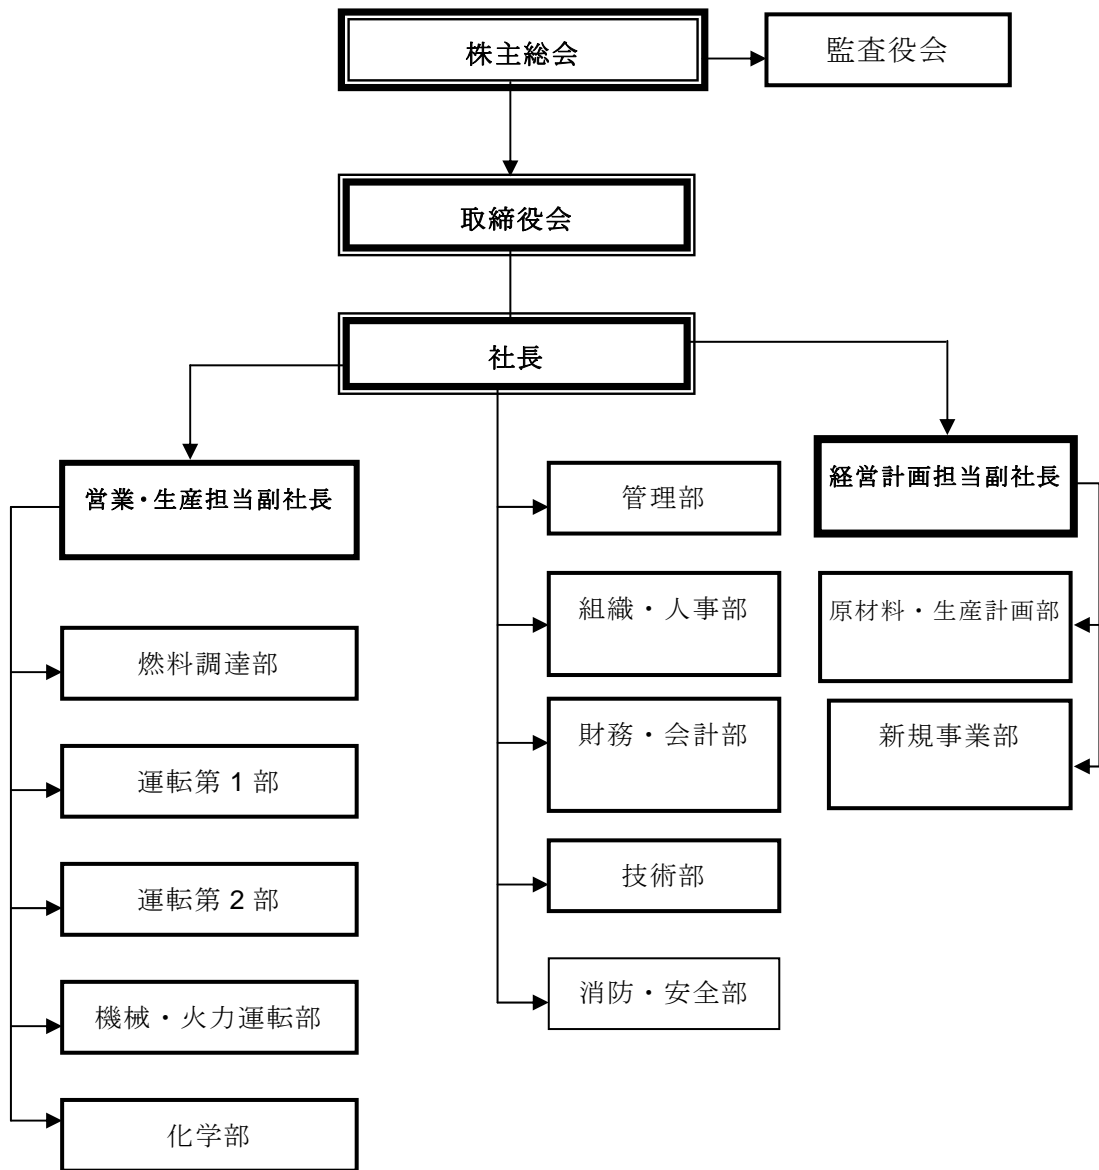 株主総会
監査役会
取締役会
社長
営業・生産担当副社長
経営計画担当副社長
管理部
組織・人事部
原材料・生産計画部
燃料調達部
財務・会計部
新規事業部
運転第 1 部
技術部
運転第 2 部
消防・安全部
機械・火力運転部
化学部